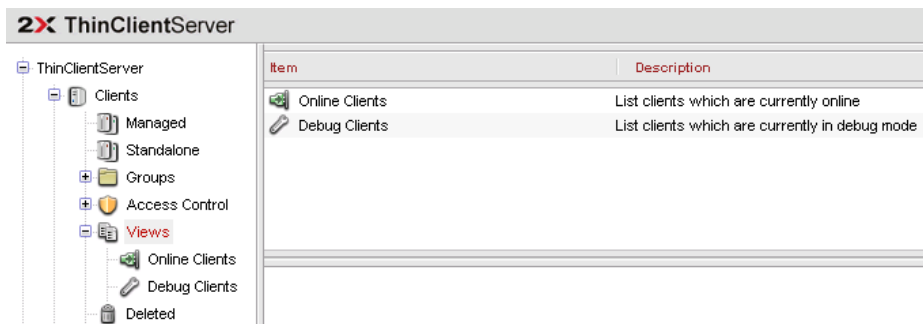 2X ThinClientServer
ThinClientServer
Clients
Managed
Standalone
Groups
Access Control
Views
Online Clients
Debug Clients
Deleted
Item Description
Online Clients List clients which are currently online
Debug Clients List clients which are currently in debug mode